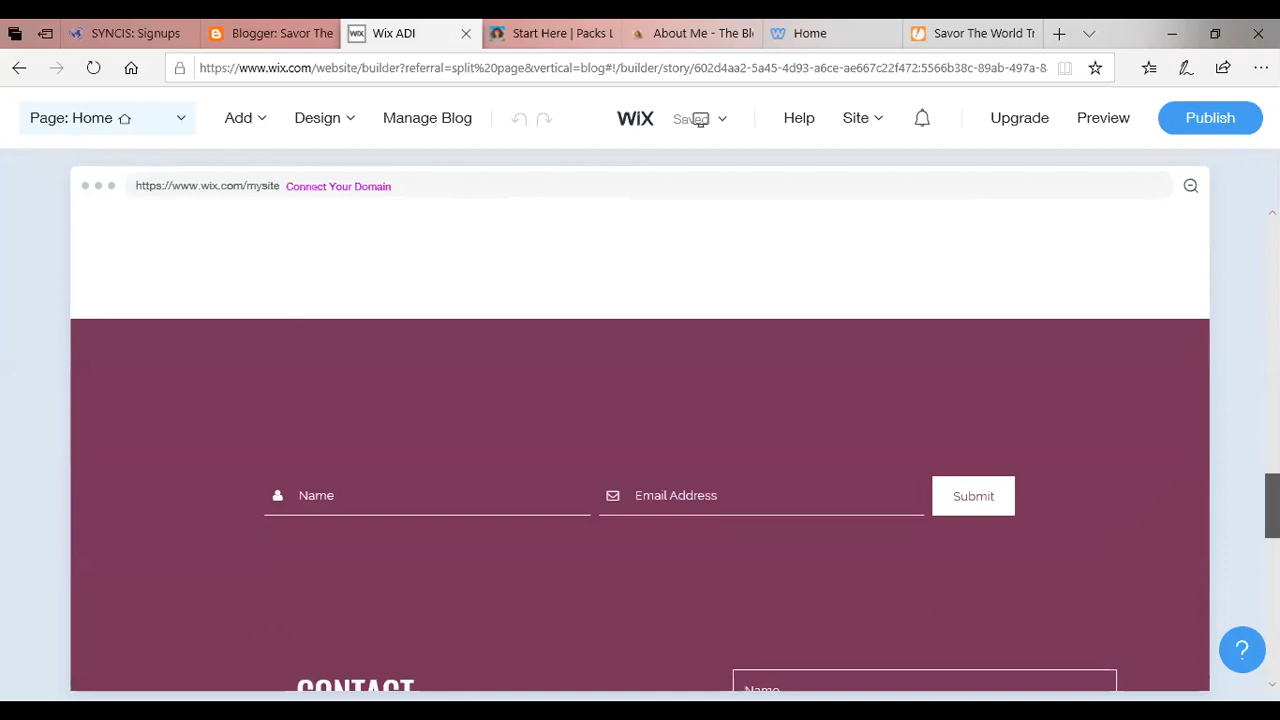 SYNCIS: Signups
Blogger: Savor The
WiX
Wix ADI
Start Here | Packs L
About Me - The Bl
Home
Savor The World Tr
https://www.wix.com/website/builder?referral=split%20page&vertical=blog#!/builder/story/602d4aa2-5a45-4d93-a6ce-ae667c22f472:5566b38c-89ab-497a-8
Page: Home
Add
Design
Manage Blog
WiX
Saved
Help
Site
Upgrade
Preview
Publish
https://www.wix.com/mysite Connect Your Domain
Name
Email Address
Submit
CONTACT
Name
?